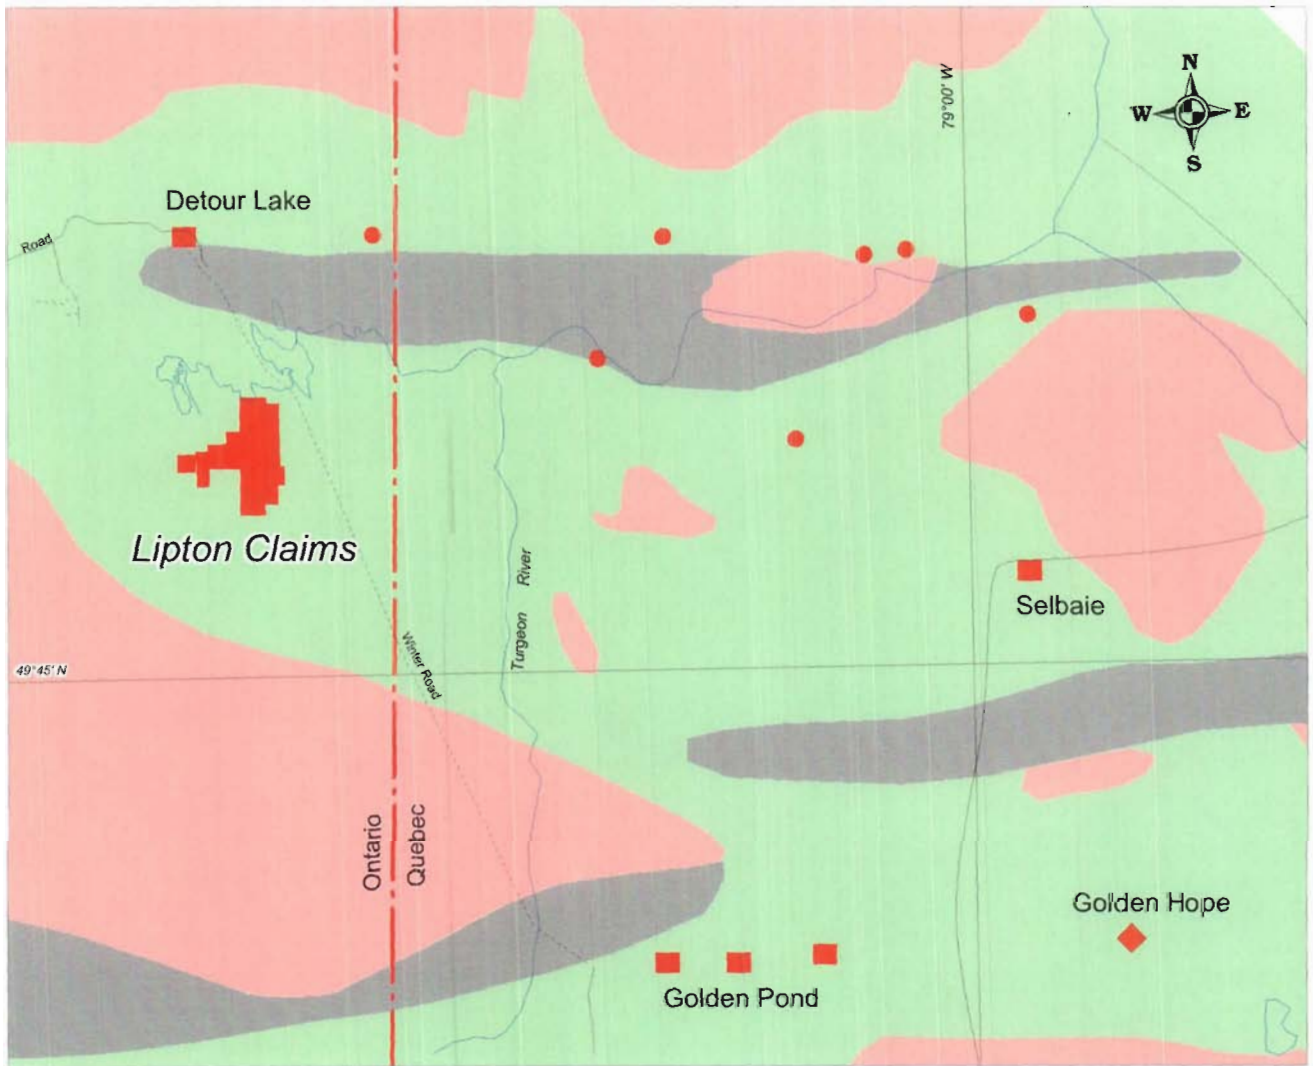 N
W E
S
79°00' W
Detour Lake
Road
Lipton Claims
Turgeon River
Selbaie
Winter Road
49°45' N
Ontario
Quebec
Golden Hope
Golden Pond